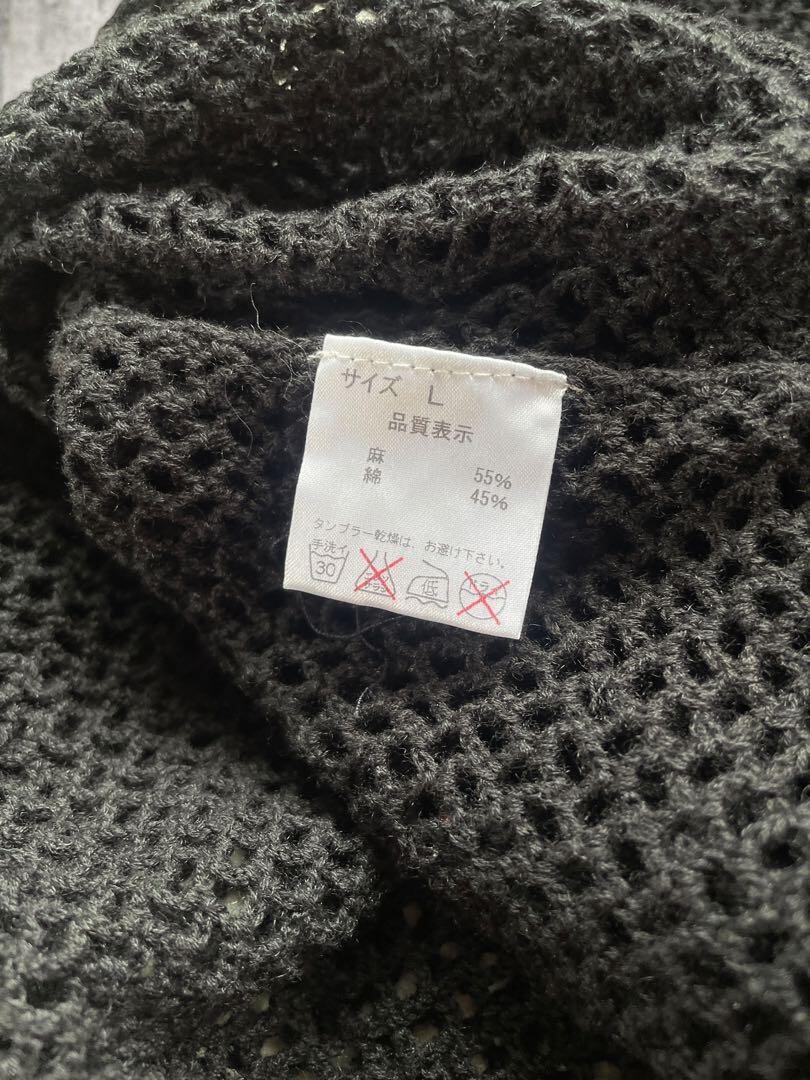 サイズ L
品質表示
麻 55%
綿 45%
タンブラー乾燥は、お避け下さい。
手洗イ
30
低